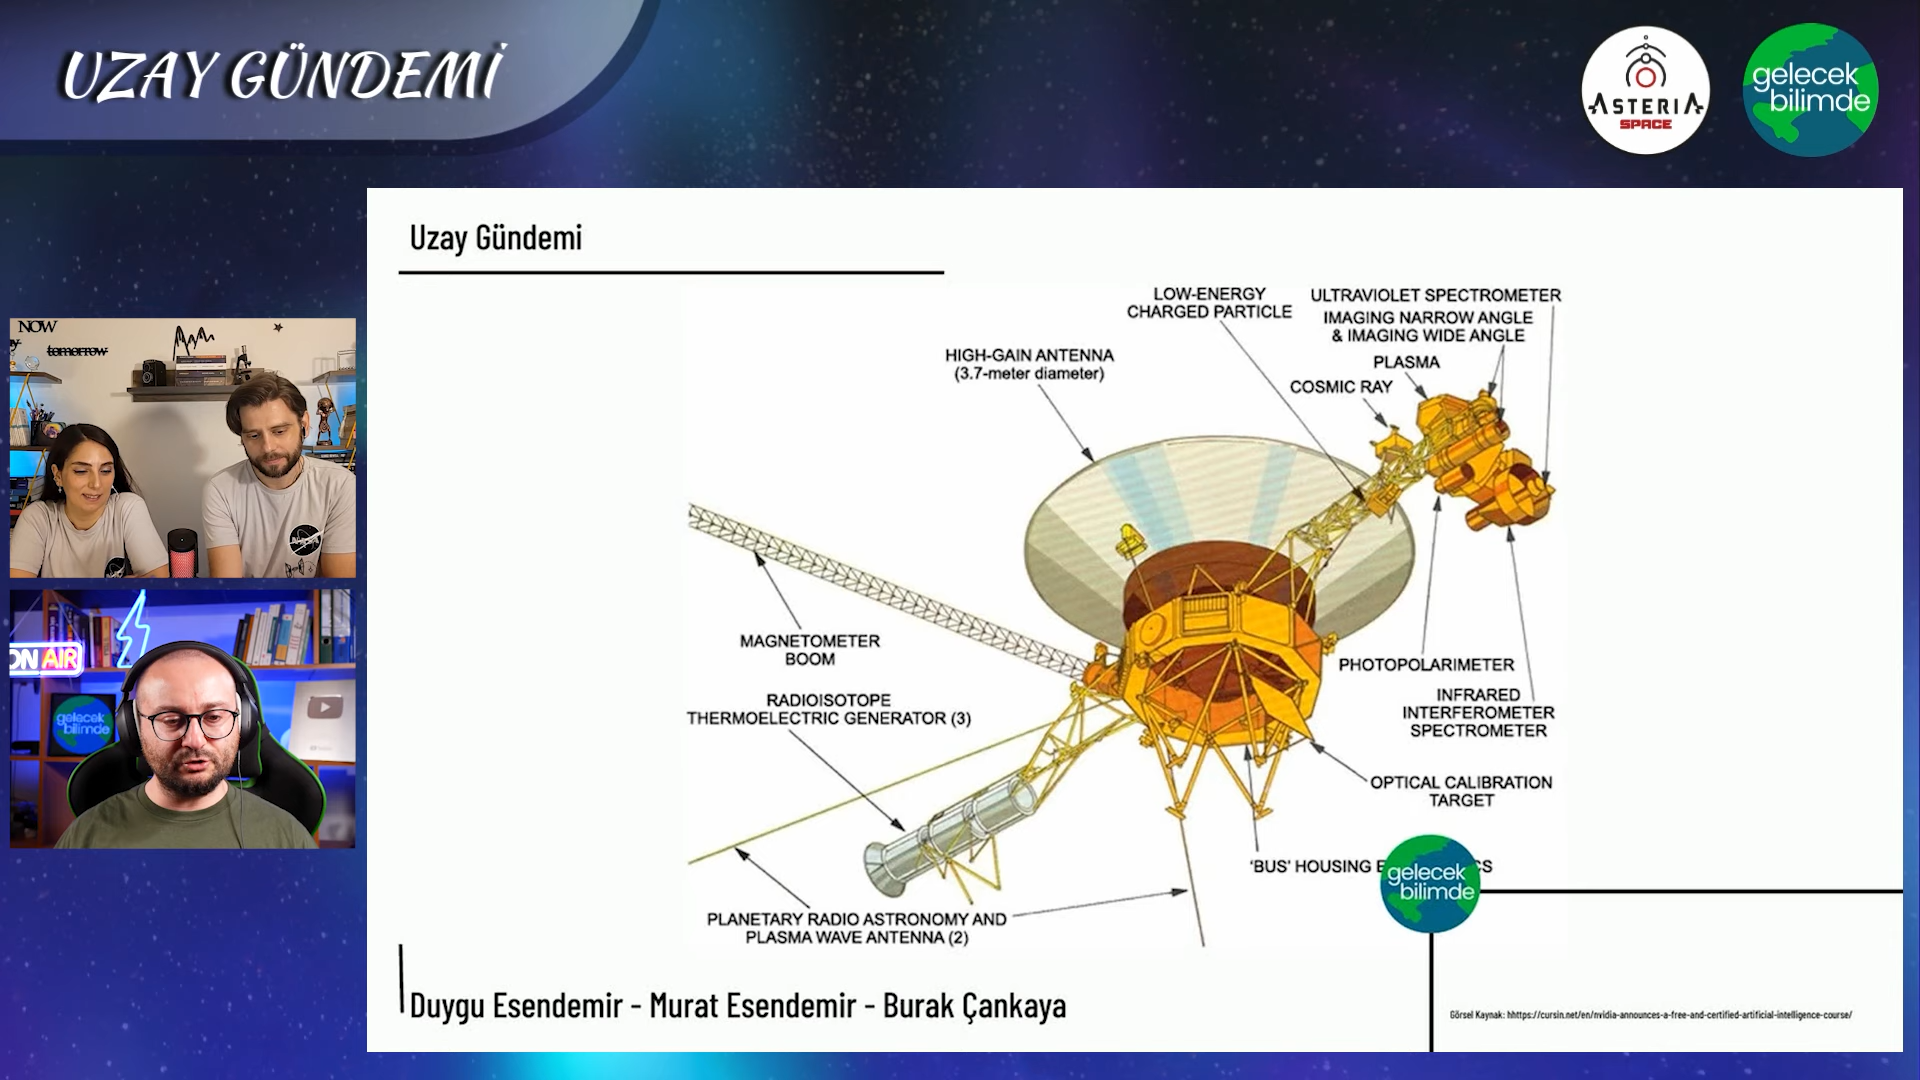 UZAY GÜNDEMİ
ASTERIA
SPACE
gelecek
bilimde
Uzay Gündemi
LOW-ENERGY
CHARGED PARTICLE
ULTRAVIOLET SPECTROMETER
IMAGING NARROW ANGLE
& IMAGING WIDE ANGLE
PLASMA
COSMIC RAY
HIGH-GAIN ANTENNA
(3.7-meter diameter)
MAGNETOMETER
BOOM
RADIOISOTOPE
THERMOELECTRIC GENERATOR (3)
PHOTOPOLARIMETER
INFRARED
INTERFEROMETER
SPECTROMETER
OPTICAL CALIBRATION
TARGET
'BUS' HOUSING
gelecek
bilimde
PLANETARY RADIO ASTRONOMY AND
PLASMA WAVE ANTENNA (2)
Duygu Esendemir - Murat Esendemir - Burak Çankaya
Görsel Kaynak: hhttps://cursin.net/en/nvidia-announces-a-free-and-certified-artificial-intelligence-course/
NOW
tomorrow
ON AIR
gelecek
bilimde